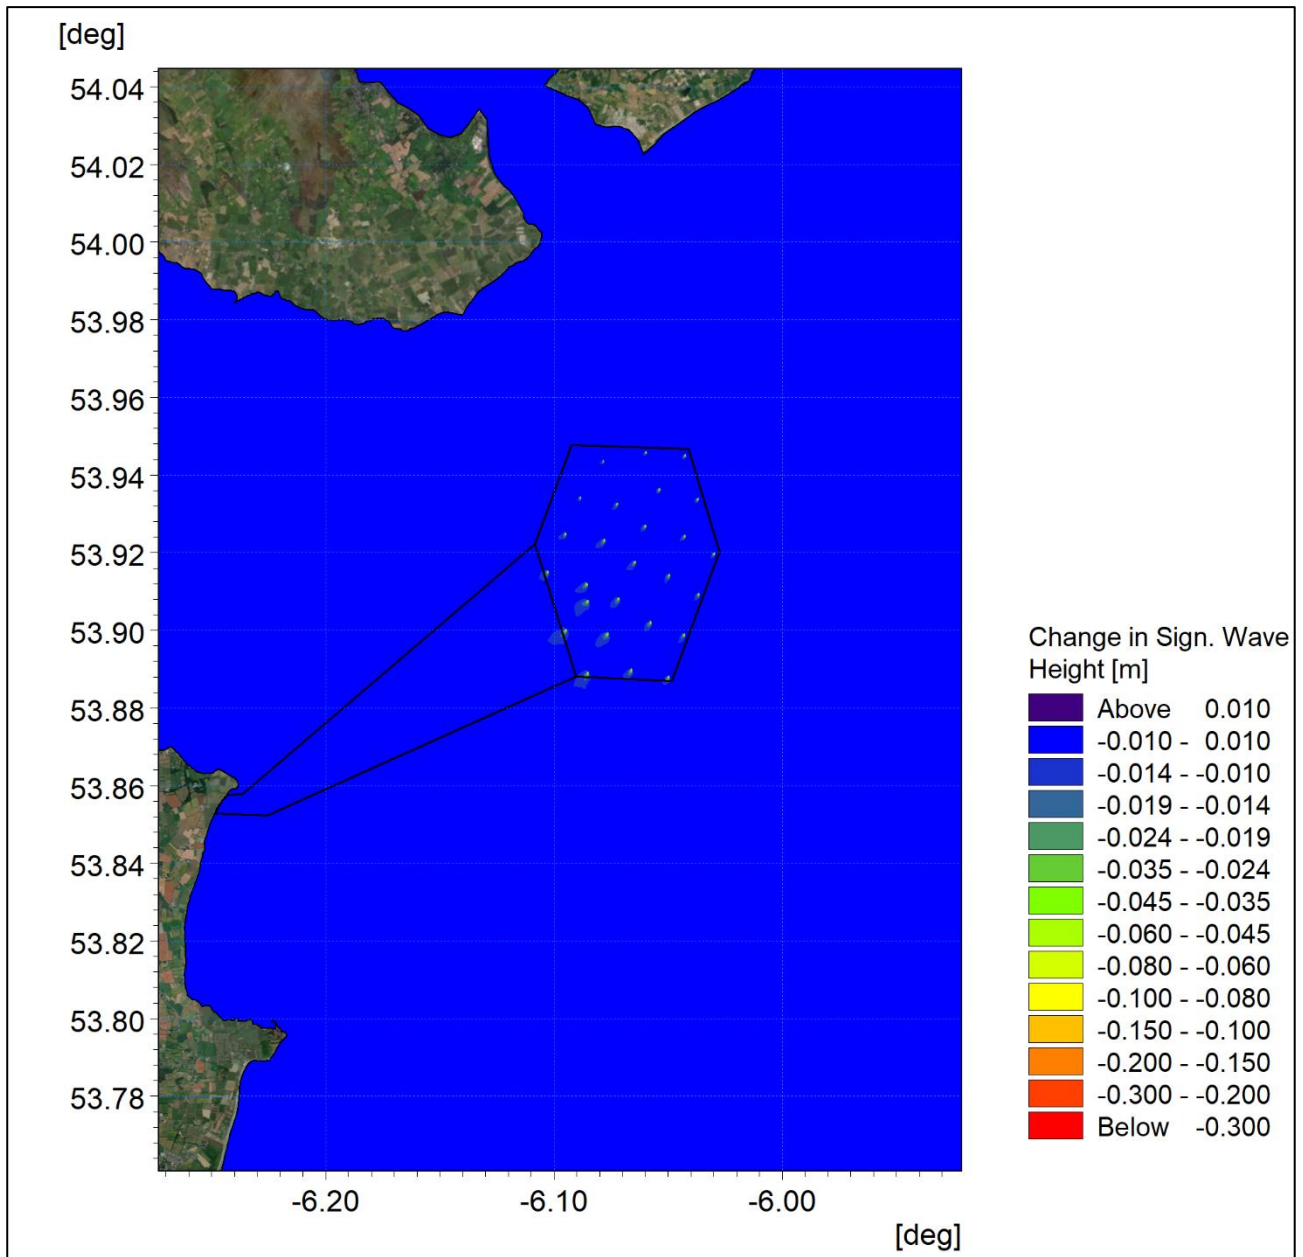 [deg]
54.04
54.02
54.00
53.98
53.96
53.94
53.92
53.90
53.88
53.86
53.84
53.82
53.80
53.78
-6.20 -6.10 -6.00
[deg]
Change in Sign. Wave
Height [m]
Above 0.010
-0.010 - 0.010
-0.014 - -0.010
-0.019 - -0.014
-0.024 - -0.019
-0.035 - -0.024
-0.045 - -0.035
-0.060 - -0.045
-0.080 - -0.060
-0.100 - -0.080
-0.150 - -0.100
-0.200 - -0.150
-0.300 - -0.200
Below -0.300